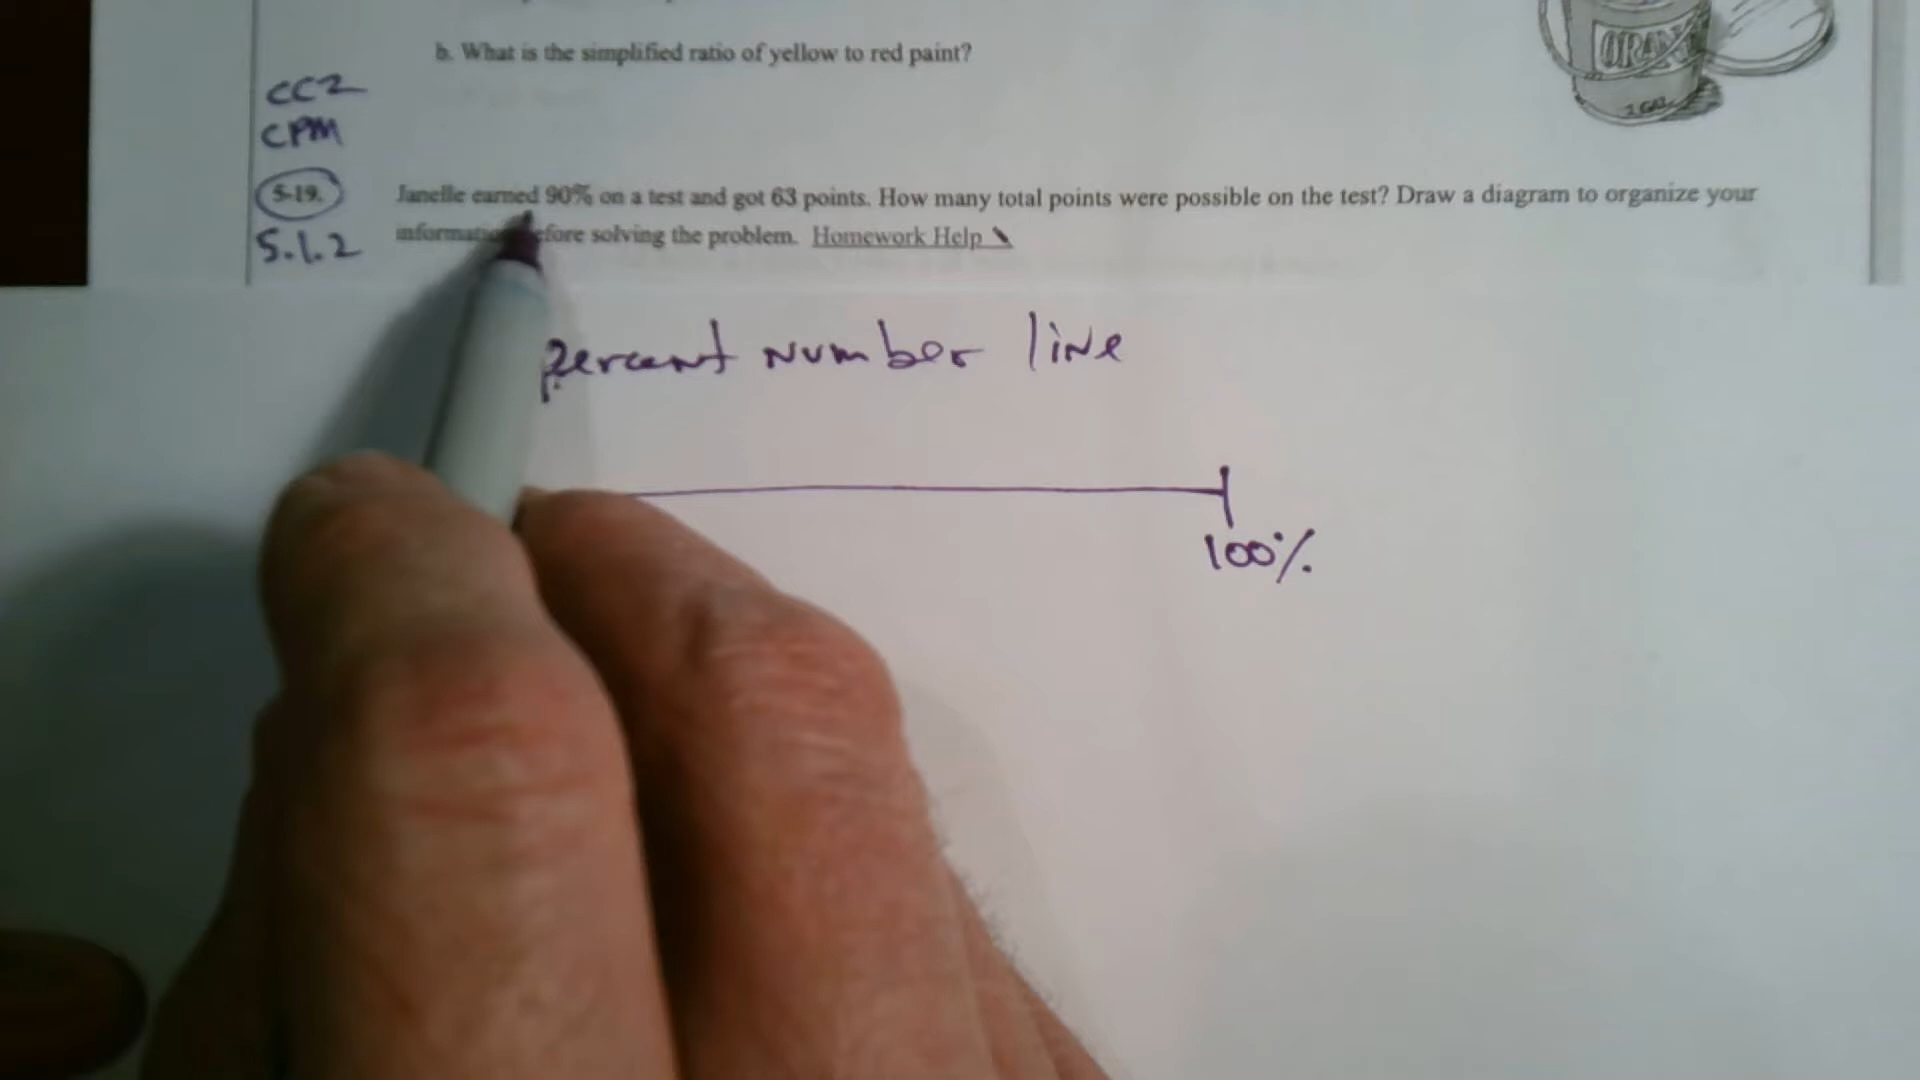 b. What is the simplified ratio of yellow to red paint?
CC2
CPM
5-19. Janelle earned 90% on a test and got 63 points. How many total points were possible on the test? Draw a diagram to organize your
5.1.2 before solving the problem. Homework Help
percent number line
100%
1 GAL